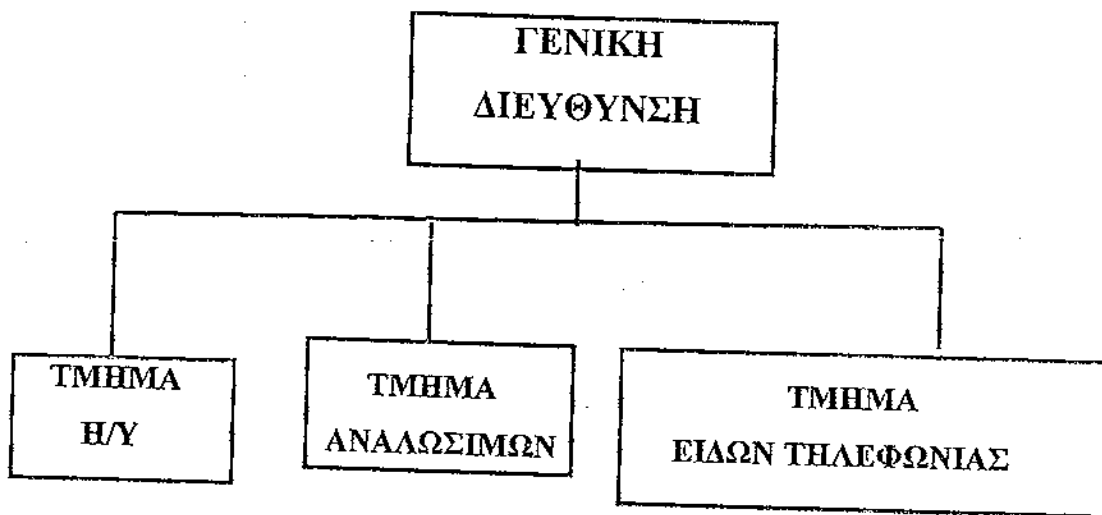 ΓΕΝΙΚΗ
ΔΙΕΥΘΥΝΣΗ
ΤΜΗΜΑ
Η/Υ
ΤΜΗΜΑ
ΑΝΑΛΩΣΙΜΩΝ
ΤΜΗΜΑ
ΕΙΔΩΝ ΤΗΛΕΦΩΝΙΑΣ